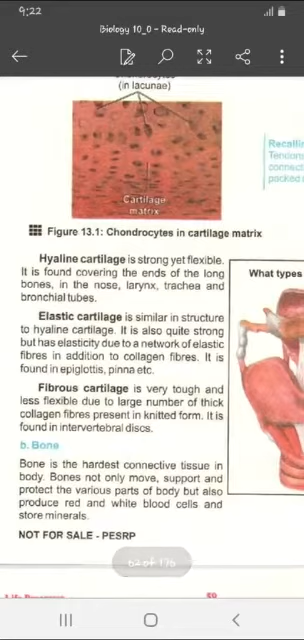 9:22
Biology 10_0 – Read-only
(in lacunae)
Cartilage
matrix
Figure 13.1: Chondrocytes in cartilage matrix
Hyaline cartilage is strong yet flexible.
It is found covering the ends of the long
bones, in the nose, larynx, trachea and
bronchial tubes.
Elastic cartilage is similar in structure
to hyaline cartilage. It is also quite strong
but has elasticity due to a network of elastic
fibres in addition to collagen fibres. It is
found in epiglottis, pinna etc.
Fibrous cartilage is very tough and
less flexible due to large number of thick
collagen fibres present in knitted form. It is
found in intervertebral discs.
b. Bone
Bone is the hardest connective tissue in
body. Bones not only move, support and
protect the various parts of body but also
produce red and white blood cells and
store minerals.
NOT FOR SALE - PESRP
Recallin
Tendons
connecti
packed
What types
62 of 176
59